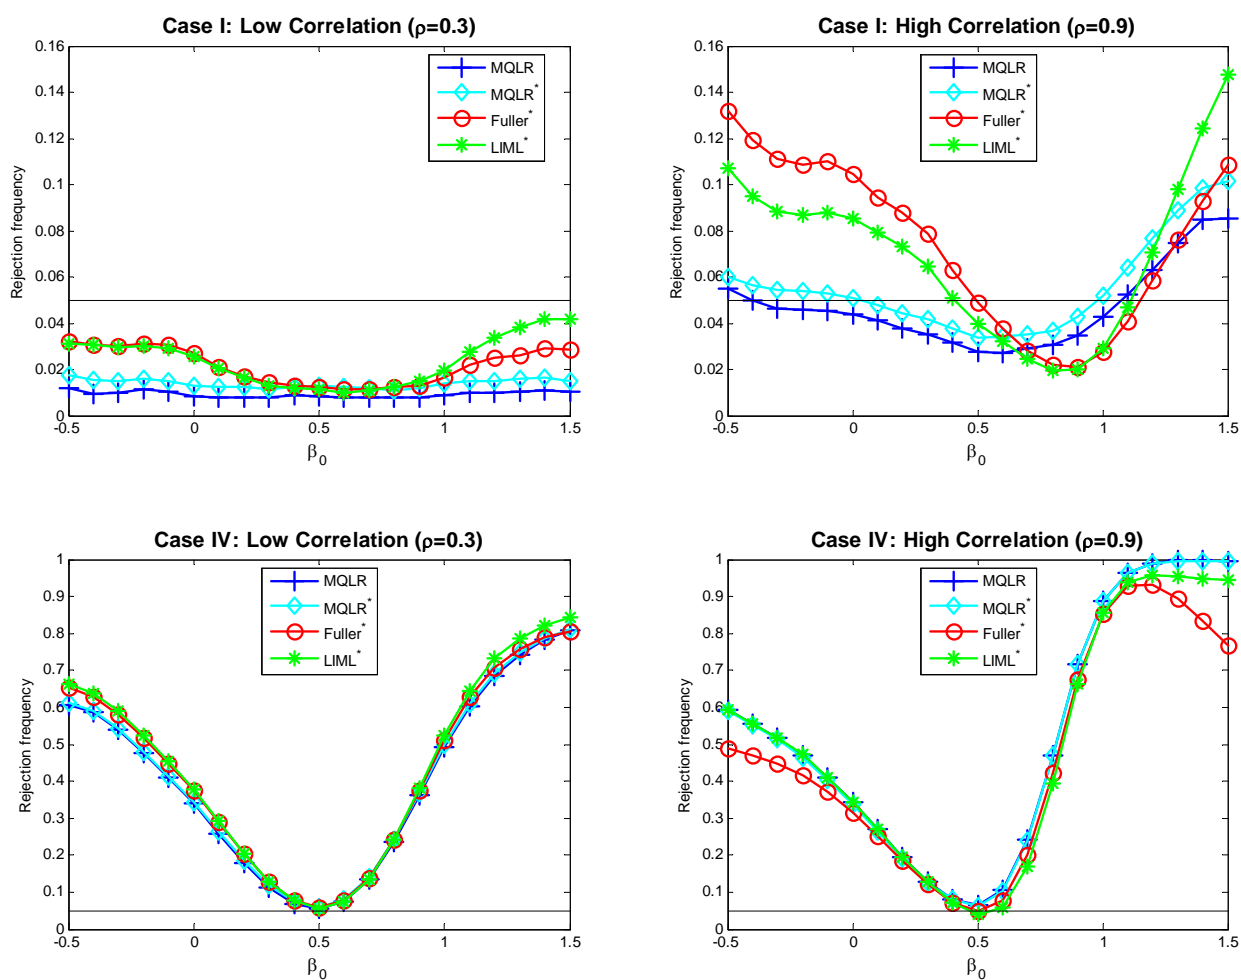 Case I: Low Correlation (ρ=0.3)
0.16
0.14
0.12
0.1
0.08
0.06
0.04
0.02
0
Rejection frequency
MQLR
MQLR*
Fuller*
LIML*
-0.5
0
0.5
1
1.5
β0
Case I: High Correlation (ρ=0.9)
0.16
0.14
0.12
0.1
0.08
0.06
0.04
0.02
0
Rejection frequency
MQLR
MQLR*
Fuller*
LIML*
-0.5
0
0.5
1
1.5
β0
Case IV: Low Correlation (ρ=0.3)
1
0.9
0.8
0.7
0.6
0.5
0.4
0.3
0.2
0.1
0
Rejection frequency
MQLR
MQLR*
Fuller*
LIML*
-0.5
0
0.5
1
1.5
β0
Case IV: High Correlation (ρ=0.9)
1
0.9
0.8
0.7
0.6
0.5
0.4
0.3
0.2
0.1
0
Rejection frequency
MQLR
MQLR*
Fuller*
LIML*
-0.5
0
0.5
1
1.5
β0